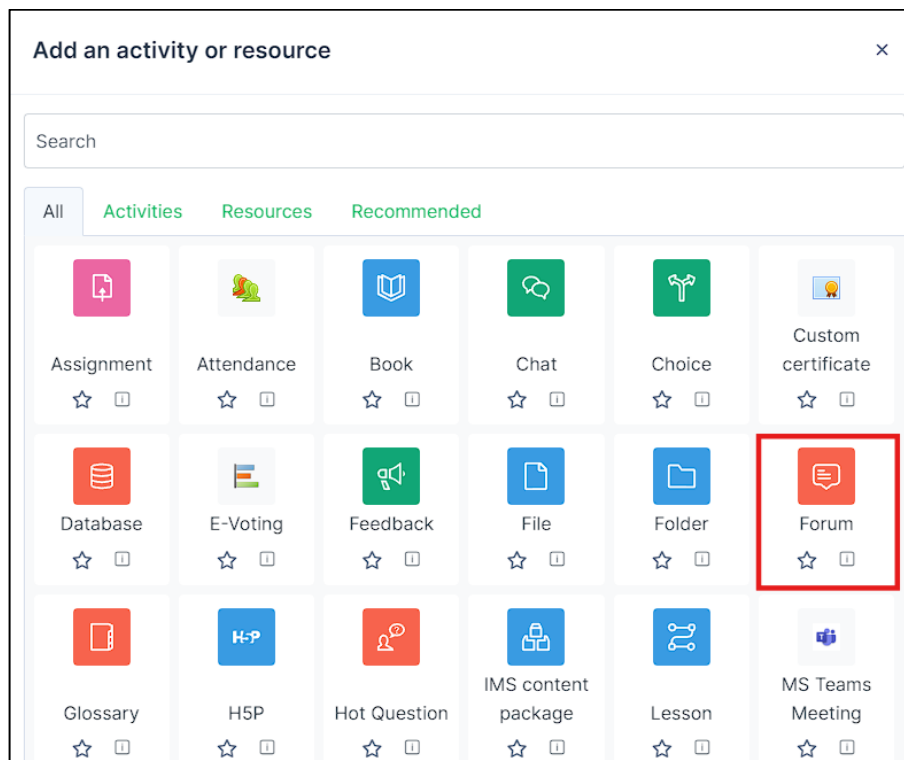 Add an activity or resource
×
Search
All Activities Resources Recommended
Assignment Attendance Book Chat Choice Custom certificate
Database E-Voting Feedback File Folder Forum
H5P
Glossary H5P Hot Question IMS content package Lesson MS Teams Meeting